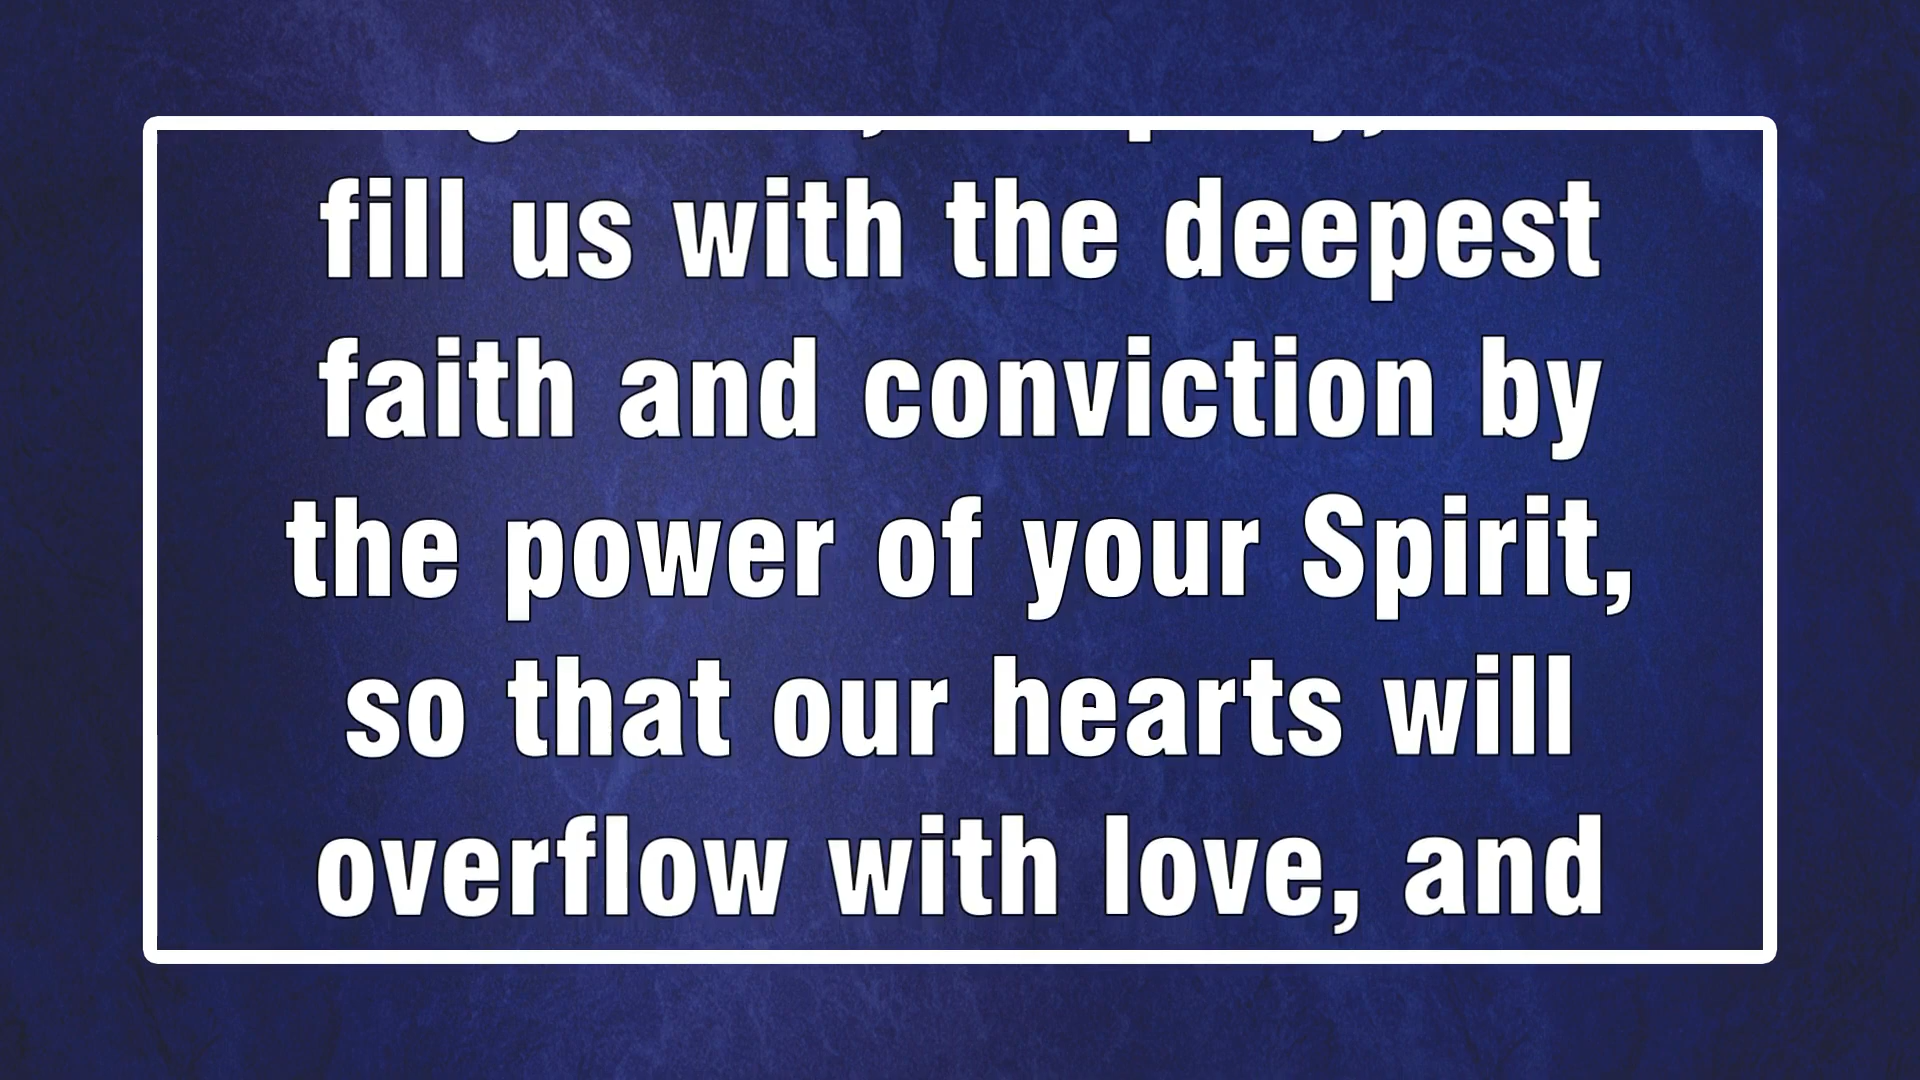 fill us with the deepest
faith and conviction by
the power of your Spirit,
so that our hearts will
overflow with love, and